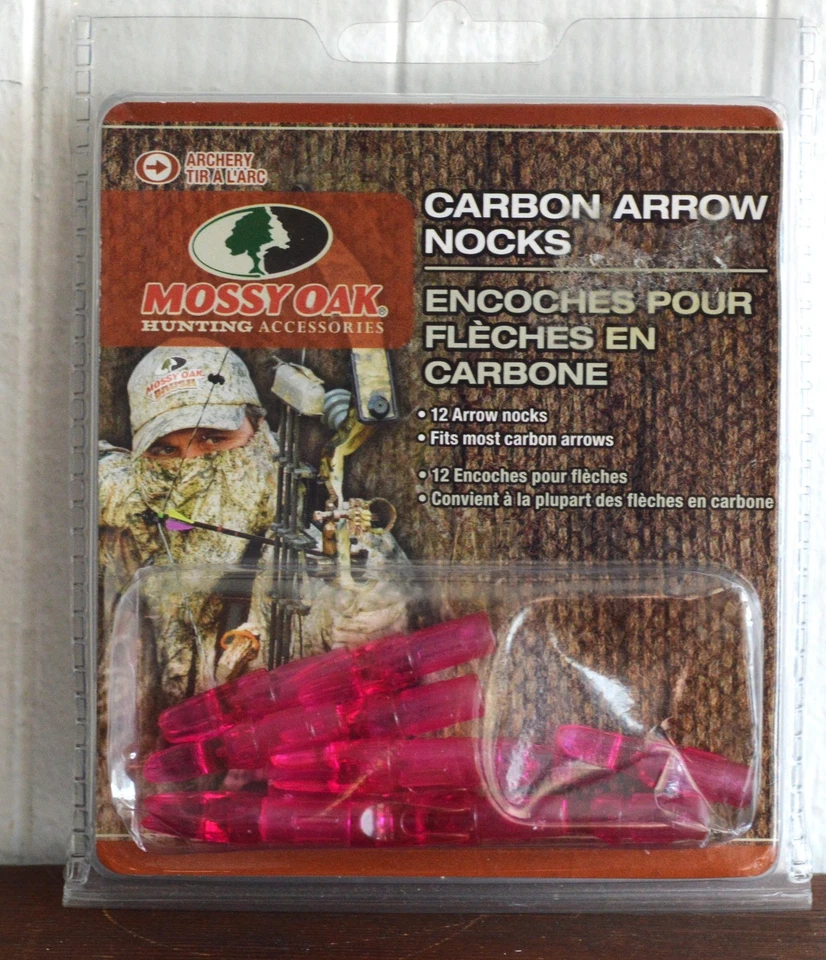 ARCHERY
TIR A L'ARC
MOSSY OAK®
HUNTING ACCESSORIES
CARBON ARROW
NOCKS
ENCOCHES POUR
FLÈCHES EN
CARBONE
• 12 Arrow nocks
• Fits most carbon arrows
• 12 Encoches pour flèches
• Convient à la plupart des flèches en carbone
MOSSY OAK